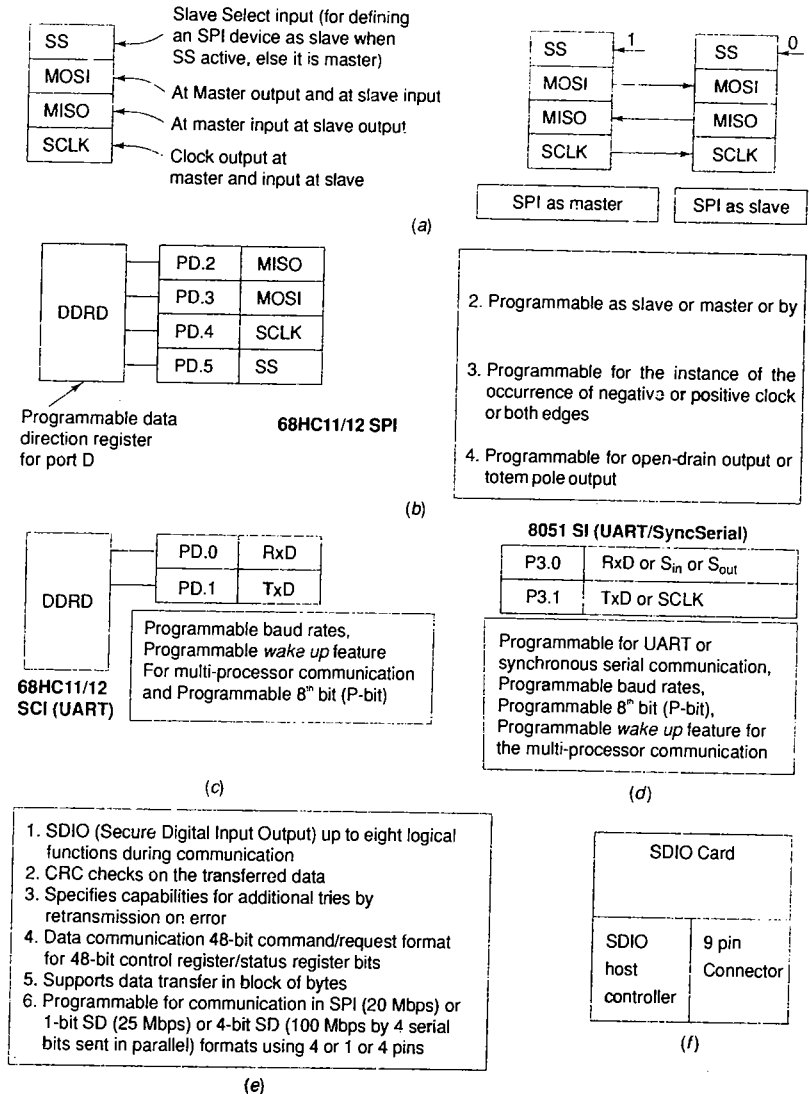 Slave Select input (for defining
an SPI device as slave when
SS active, else it is master)
SS
MOSI
MISO
SCLK
At Master output and at slave input
At master input at slave output
Clock output at
master and input at slave
1
0
SS
MOSI
MISO
SCLK
SS
MOSI
MISO
SCLK
SPI as master
SPI as slave
(a)
DDRD
PD.2 MISO
PD.3 MOSI
PD.4 SCLK
PD.5 SS
Programmable data
direction register
for port D
68HC11/12 SPI
2. Programmable as slave or master or by
3. Programmable for the instance of the
occurrence of negative or positive clock
or both edges
4. Programmable for open-drain output or
totem pole output
(b)
DDRD
PD.0 RxD
PD.1 TxD
Programmable baud rates,
Programmable wake up feature
For multi-processor communication
and Programmable 8th bit (P-bit)
68HC11/12
SCI (UART)
(c)
8051 SI (UART/SyncSerial)
P3.0 RxD or Sin or Sout
P3.1 TxD or SCLK
Programmable for UART or
synchronous serial communication,
Programmable baud rates,
Programmable 8th bit (P-bit),
Programmable wake up feature for
the multi-processor communication
(d)
1. SDIO (Secure Digital Input Output) up to eight logical
functions during communication
2. CRC checks on the transferred data
3. Specifies capabilities for additional tries by
retransmission on error
4. Data communication 48-bit command/request format
for 48-bit control register/status register bits
5. Supports data transfer in block of bytes
6. Programmable for communication in SPI (20 Mbps) or
1-bit SD (25 Mbps) or 4-bit SD (100 Mbps by 4 serial
bits sent in parallel) formats using 4 or 1 or 4 pins
(e)
SDIO Card
SDIO
host
controller
9 pin
Connector
(f)